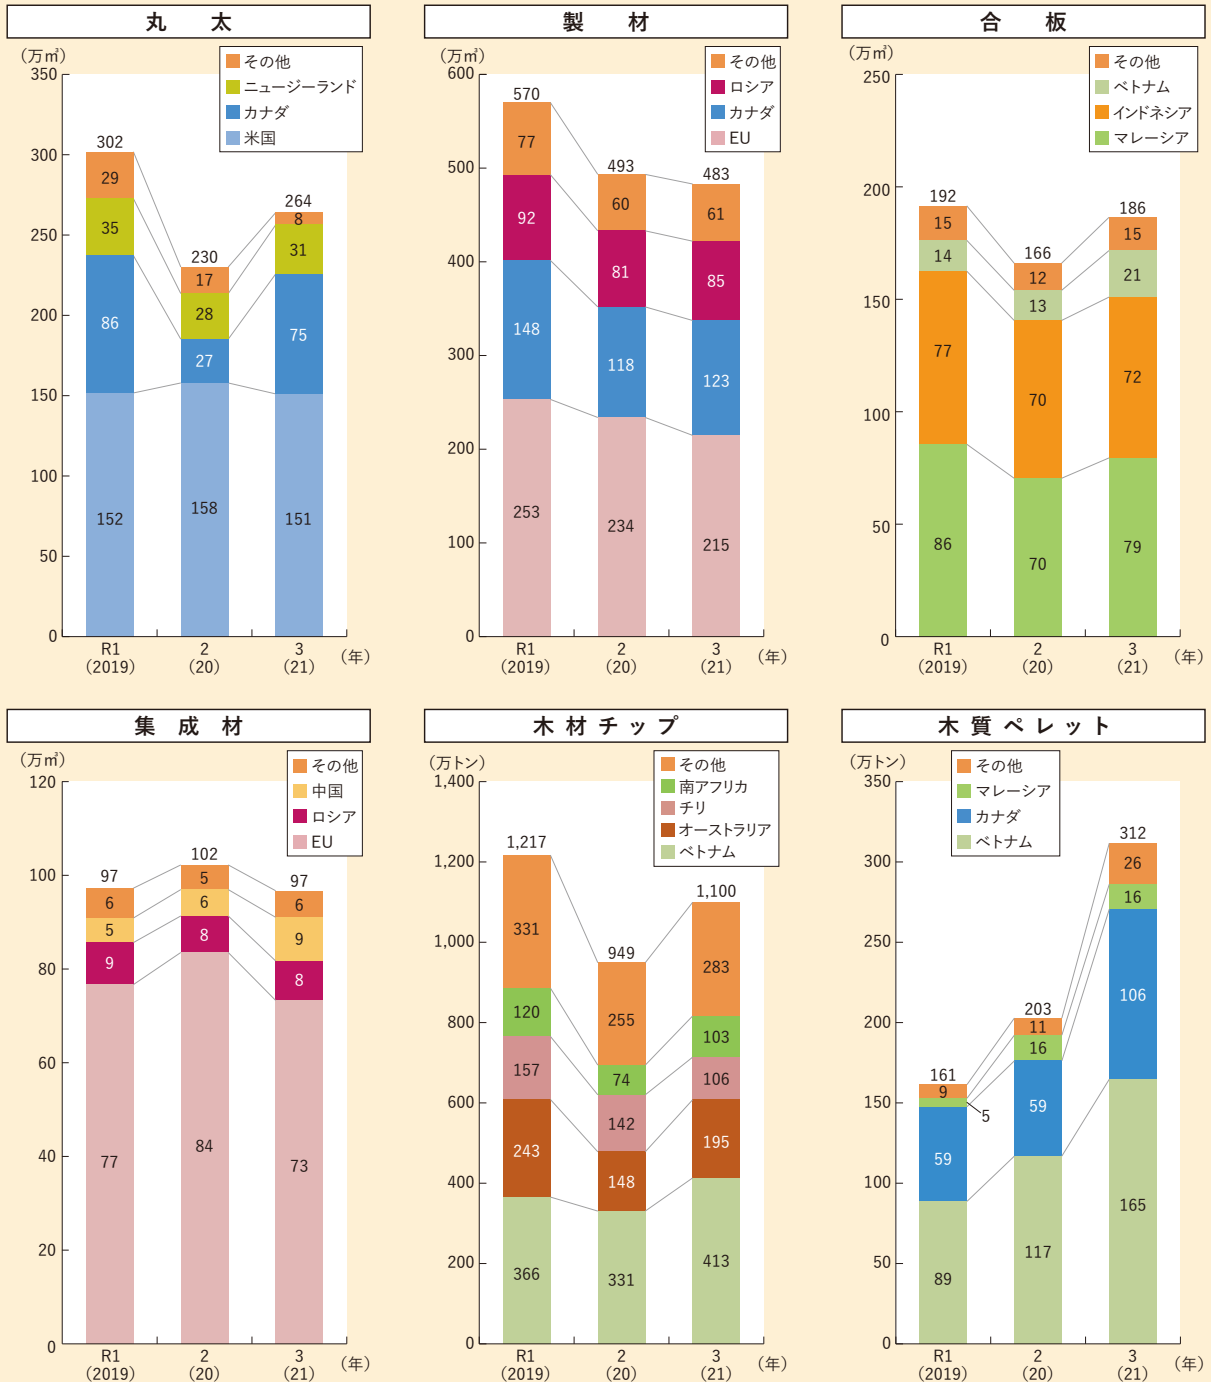 丸太
(万㎥)
その他
ニュージーランド
カナダ
米国
350
300
250
200
150
100
50
0
302
29
35
86
152
230
17
28
27
158
264
8
31
75
151
R1 2 3 (年)
(2019) (20) (21)
製材
(万㎥)
その他
ロシア
カナダ
EU
600
500
400
300
200
100
0
570
77
92
148
253
493
60
81
118
234
483
61
85
123
215
R1 2 3 (年)
(2019) (20) (21)
合板
(万㎥)
その他
ベトナム
インドネシア
マレーシア
250
200
150
100
50
0
192
15
14
77
86
166
12
13
70
70
186
15
21
72
79
R1 2 3 (年)
(2019) (20) (21)
集成材
(万㎥)
その他
中国
ロシア
EU
120
100
80
60
40
20
0
97
6
5
9
77
102
5
6
8
84
97
6
9
8
73
R1 2 3 (年)
(2019) (20) (21)
木材チップ
(万トン)
その他
南アフリカ
チリ
オーストラリア
ベトナム
1,400
1,200
1,000
800
600
400
200
0
1,217
331
120
157
243
366
949
255
74
142
148
331
1,100
283
103
106
195
413
R1 2 3 (年)
(2019) (20) (21)
木質ペレット
(万トン)
その他
マレーシア
カナダ
ベトナム
350
300
250
200
150
100
50
0
161
9
5
59
89
203
11
16
59
117
312
26
16
106
165
R1 2 3 (年)
(2019) (20) (21)